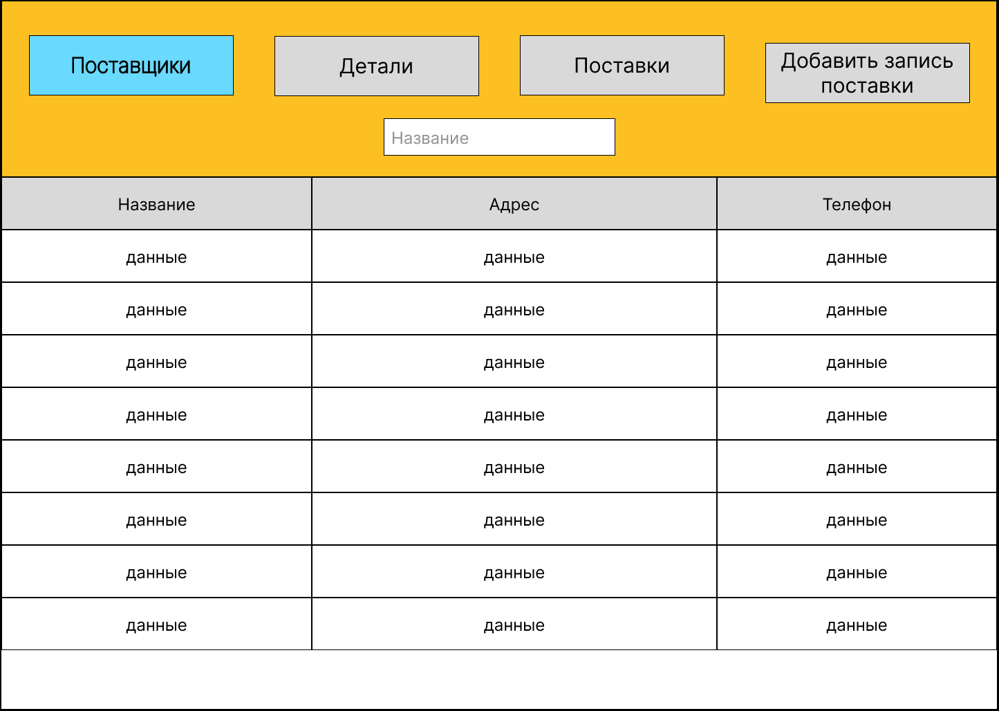 Поставщики
Детали
Поставки
Добавить запись
поставки
Название
Название Адрес Телефон
данные данные данные
данные данные данные
данные данные данные
данные данные данные
данные данные данные
данные данные данные
данные данные данные
данные данные данные